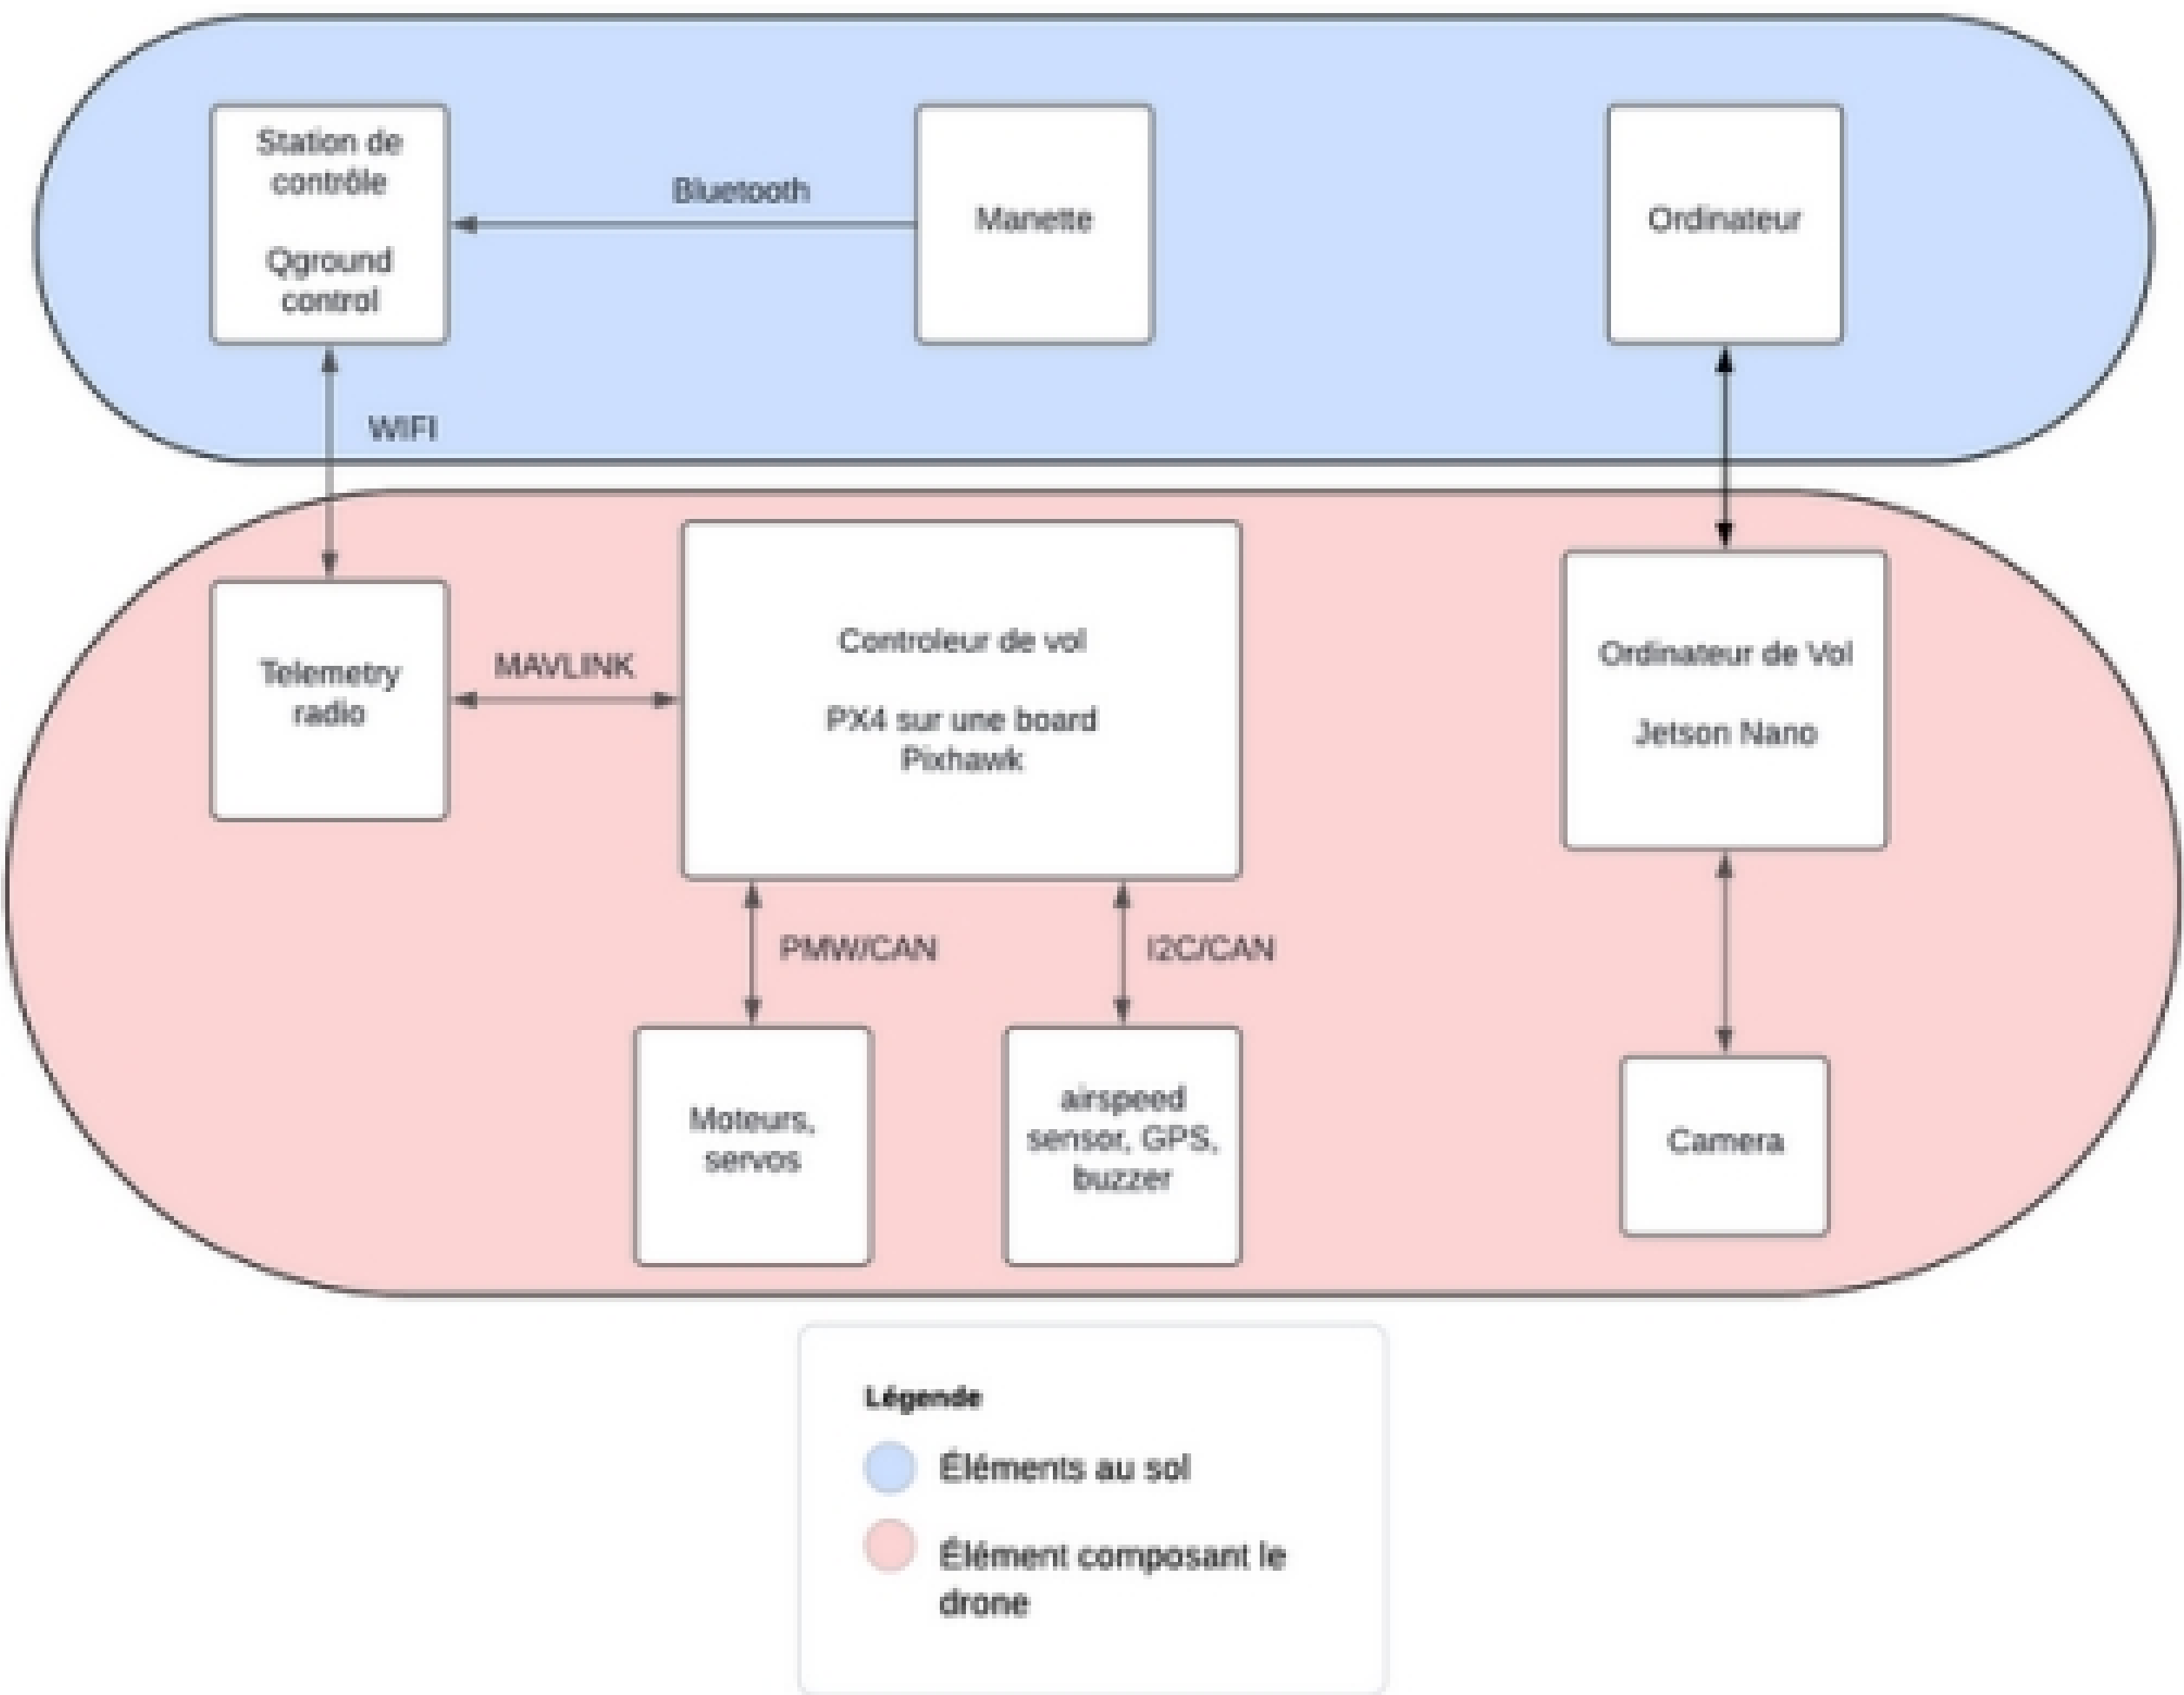 Station de
contrôle
Qground
control
Bluetooth
Manette
Ordinateur
WIFI
Telemetry
radio
MAVLINK
Controleur de vol
PX4 sur une board
Pixhawk
Ordinateur de Vol
Jetson Nano
PMW/CAN
I2C/CAN
Moteurs,
servos
airspeed
sensor, GPS,
buzzer
Camera
Légende
Éléments au sol
Élément composant le
drone